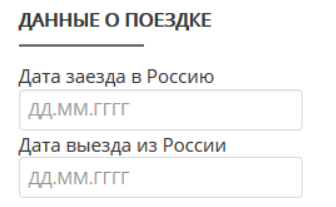 ДАННЫЕ О ПОЕЗДКЕ
Дата заезда в Россию
ДД.ММ.ГГГГ
Дата выезда из России
ДД.ММ.ГГГГ